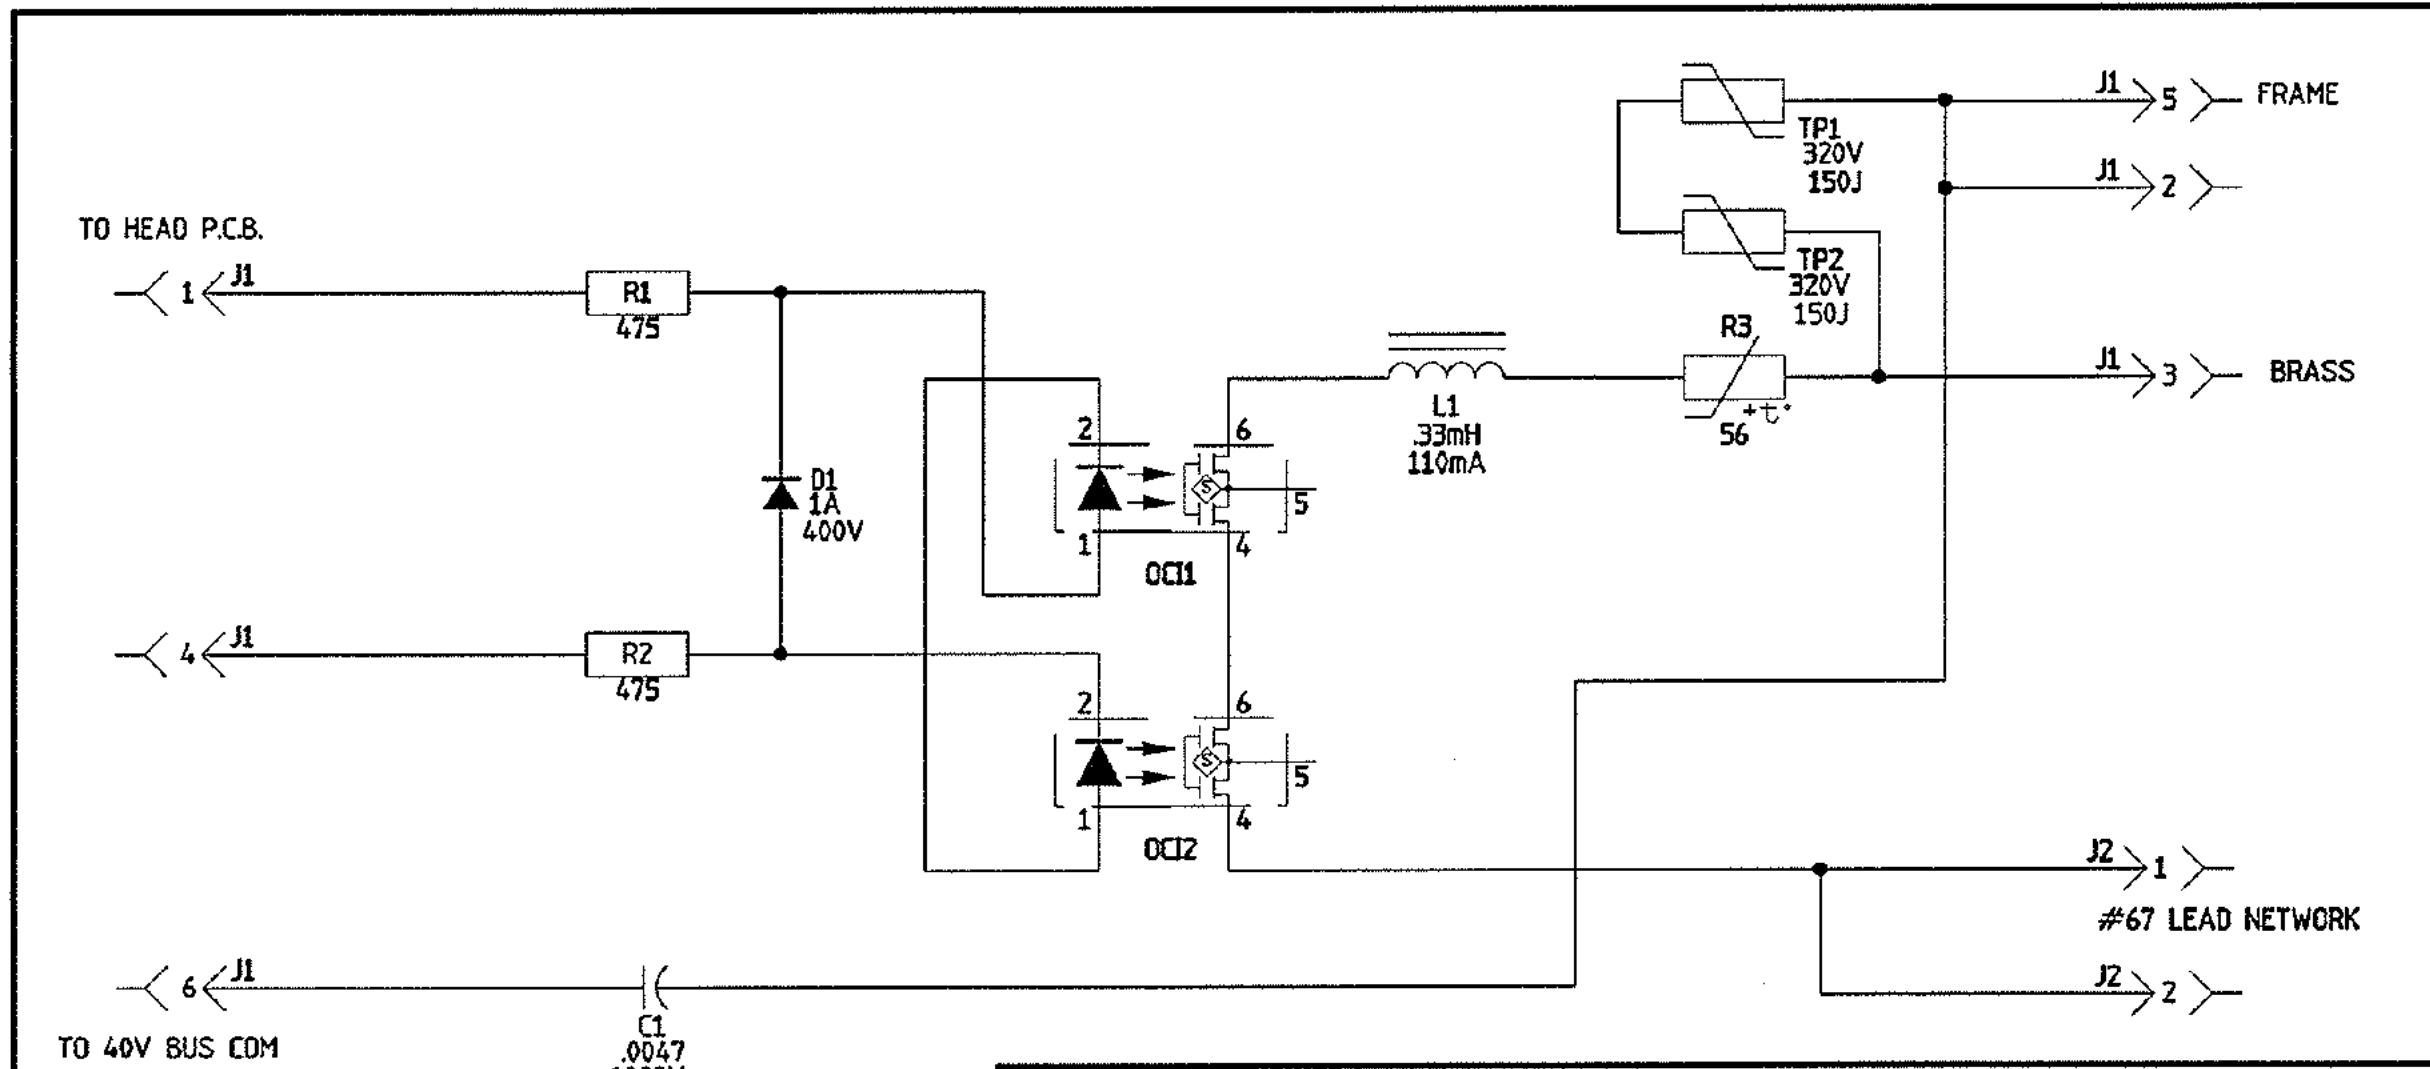 J1
5
FRAME
TP1
320V
150J
J1
2
TO HEAD P.C.B.
1
J1
R1
475
TP2
320V
150J
R3
+t°
56
J1
3
BRASS
L1
.33mH
110mA
2
6
S
5
1
4
OCI1
D1
1A
400V
4
J1
R2
475
2
6
S
5
1
4
OCI2
J2
1
#67 LEAD NETWORK
J2
2
6
J1
C1
.0047
TO 40V BUS COM